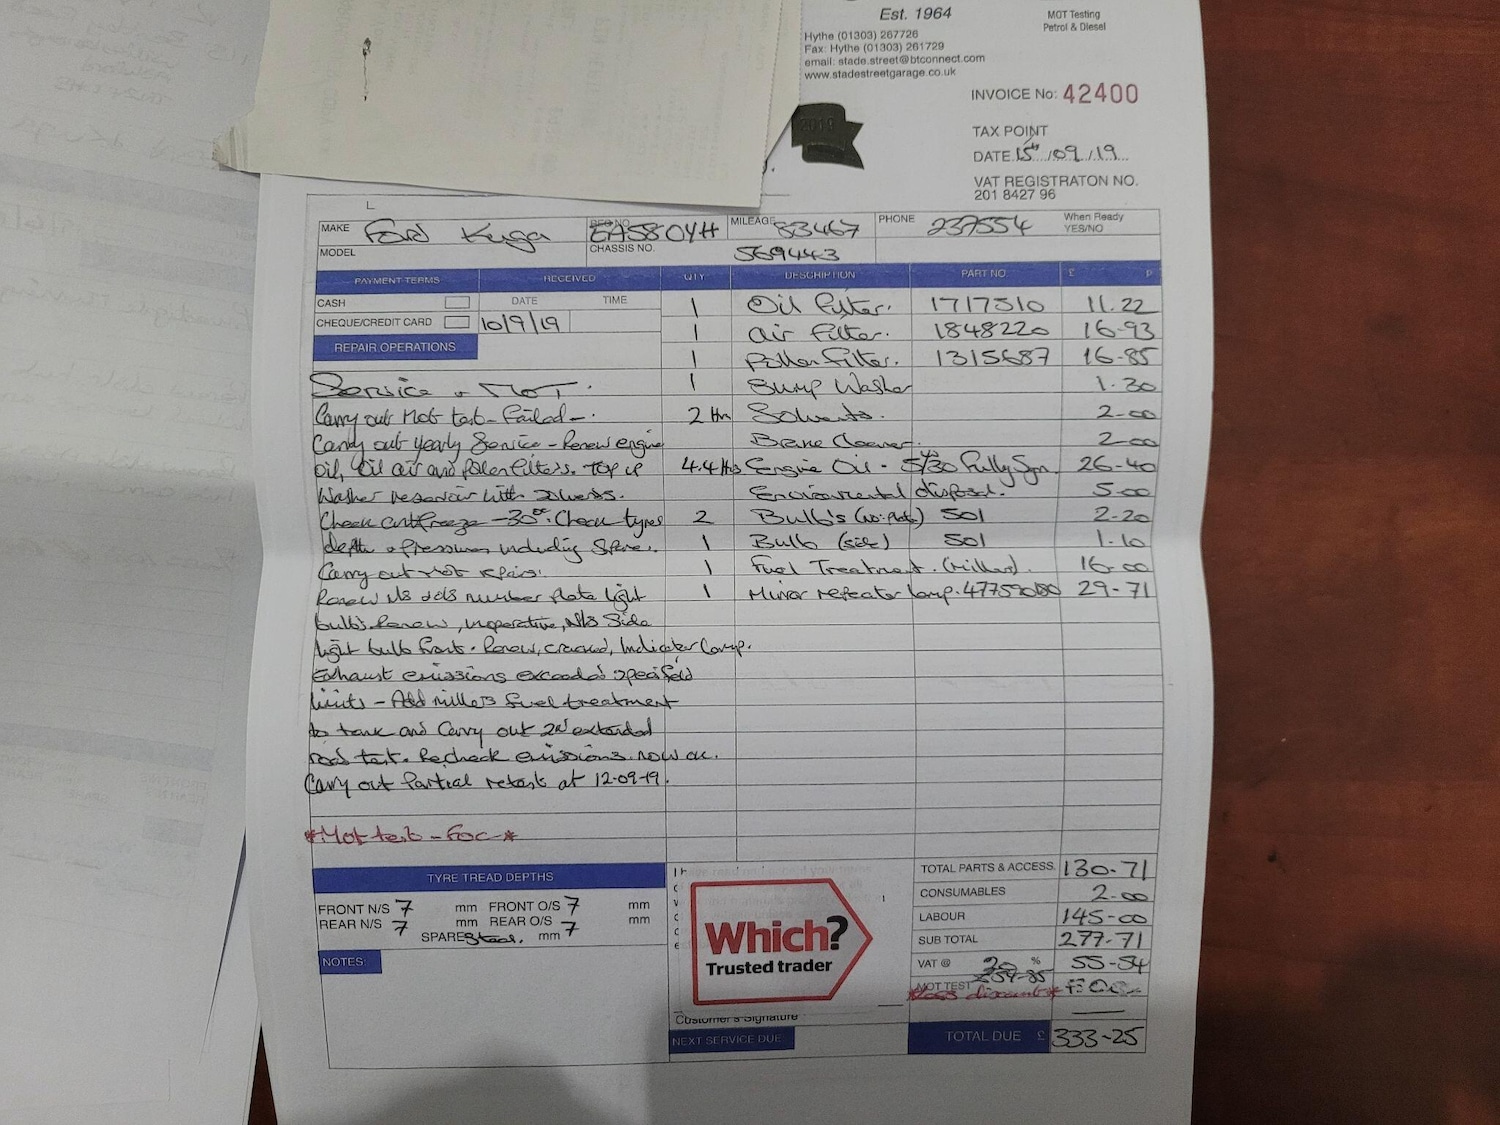 Est. 1964
MOT Testing
Petrol & Diesel
Hythe (01303) 267726
Fax: Hythe (01303) 261729
email: stade.street@btconnect.com
www.stadestreetgarage.co.uk
INVOICE No: 42400
2019
TAX POINT
DATE 15th/09/19
VAT REGISTRATON NO.
201 8427 96
MAKE Ford Kuga REG NO. EA58OYH MILEAGE 83467 PHONE 237554 When Ready
YES/NO
MODEL CHASSIS NO. 569443
PAYMENT TERMS RECEIVED QTY DESCRIPTION PART NO. £ p
CASH DATE TIME 1 Oil Filter. 1717510 11.22
CHEQUE/CREDIT CARD 10/9/19 1 Air Filter. 1848220 16-93
REPAIR OPERATIONS 1 Pollen Filter. 1315687 16-85
Service + MOT. 1 Sump Washer 1.30
Carry out Mot test - Failed -. 2 Hrs Solvents. 2-00
Carry out yearly Service - Renew engine Brake Cleaner. 2-00
oil, oil air and pollen filters. Top up 4.4 ltrs Engine Oil - 5w/30 Fully Syn. 26-40
Washer reservoir with solvents. Environmental disposal. 5-00
Check antifreeze -30°c. Check tyres 2 Bulb's (No. Plate) 501 2-20
depth + pressures including Spare. 1 Bulb (side) 501 1-10
Carry out Mot repairs. 1 Fuel Treatment. (Millers). 16-00
Renew N/s + o/s number plate light 1 Mirror repeater lamp. 29-71
bulbs. Renew, inoperative, N/s Side
light bulb front. Renew, cracked, Indicator lamp.
Exhaust emissions exceeded specified
limits - Add millers fuel treatment
to tank and Carry out 2nd extended
road test. Recheck emissions. now ok.
Carry out Partial retest at 12-09-19.
*Mot test - FOC *
TYRE TREAD DEPTHS
FRONT N/S 7 mm FRONT O/S 7 mm
REAR N/S 7 mm REAR O/S 7 mm
SPARE mm
NOTES:
Which?
Trusted trader
Customer's Signature
NEXT SERVICE DUE
TOTAL PARTS & ACCESS. 130-71
CONSUMABLES 2.00
LABOUR 145-00
SUB TOTAL 277-71
VAT @ 20 % 55-54
MOT TEST £54-85 FOC
*Less discount*
TOTAL DUE £ 333-25